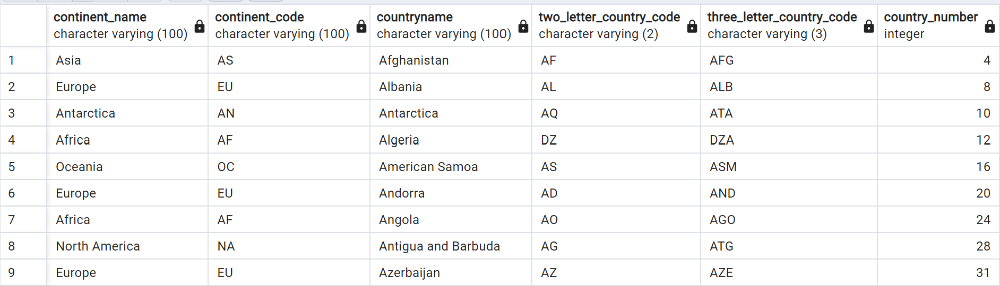 continent_name continent_code countryname two_letter_country_code three_letter_country_code country_number
character varying (100) character varying (100) character varying (100) character varying (2) character varying (3) integer
1 Asia AS Afghanistan AF AFG 4
2 Europe EU Albania AL ALB 8
3 Antarctica AN Antarctica AQ ATA 10
4 Africa AF Algeria DZ DZA 12
5 Oceania OC American Samoa AS ASM 16
6 Europe EU Andorra AD AND 20
7 Africa AF Angola AO AGO 24
8 North America NA Antigua and Barbuda AG ATG 28
9 Europe EU Azerbaijan AZ AZE 31